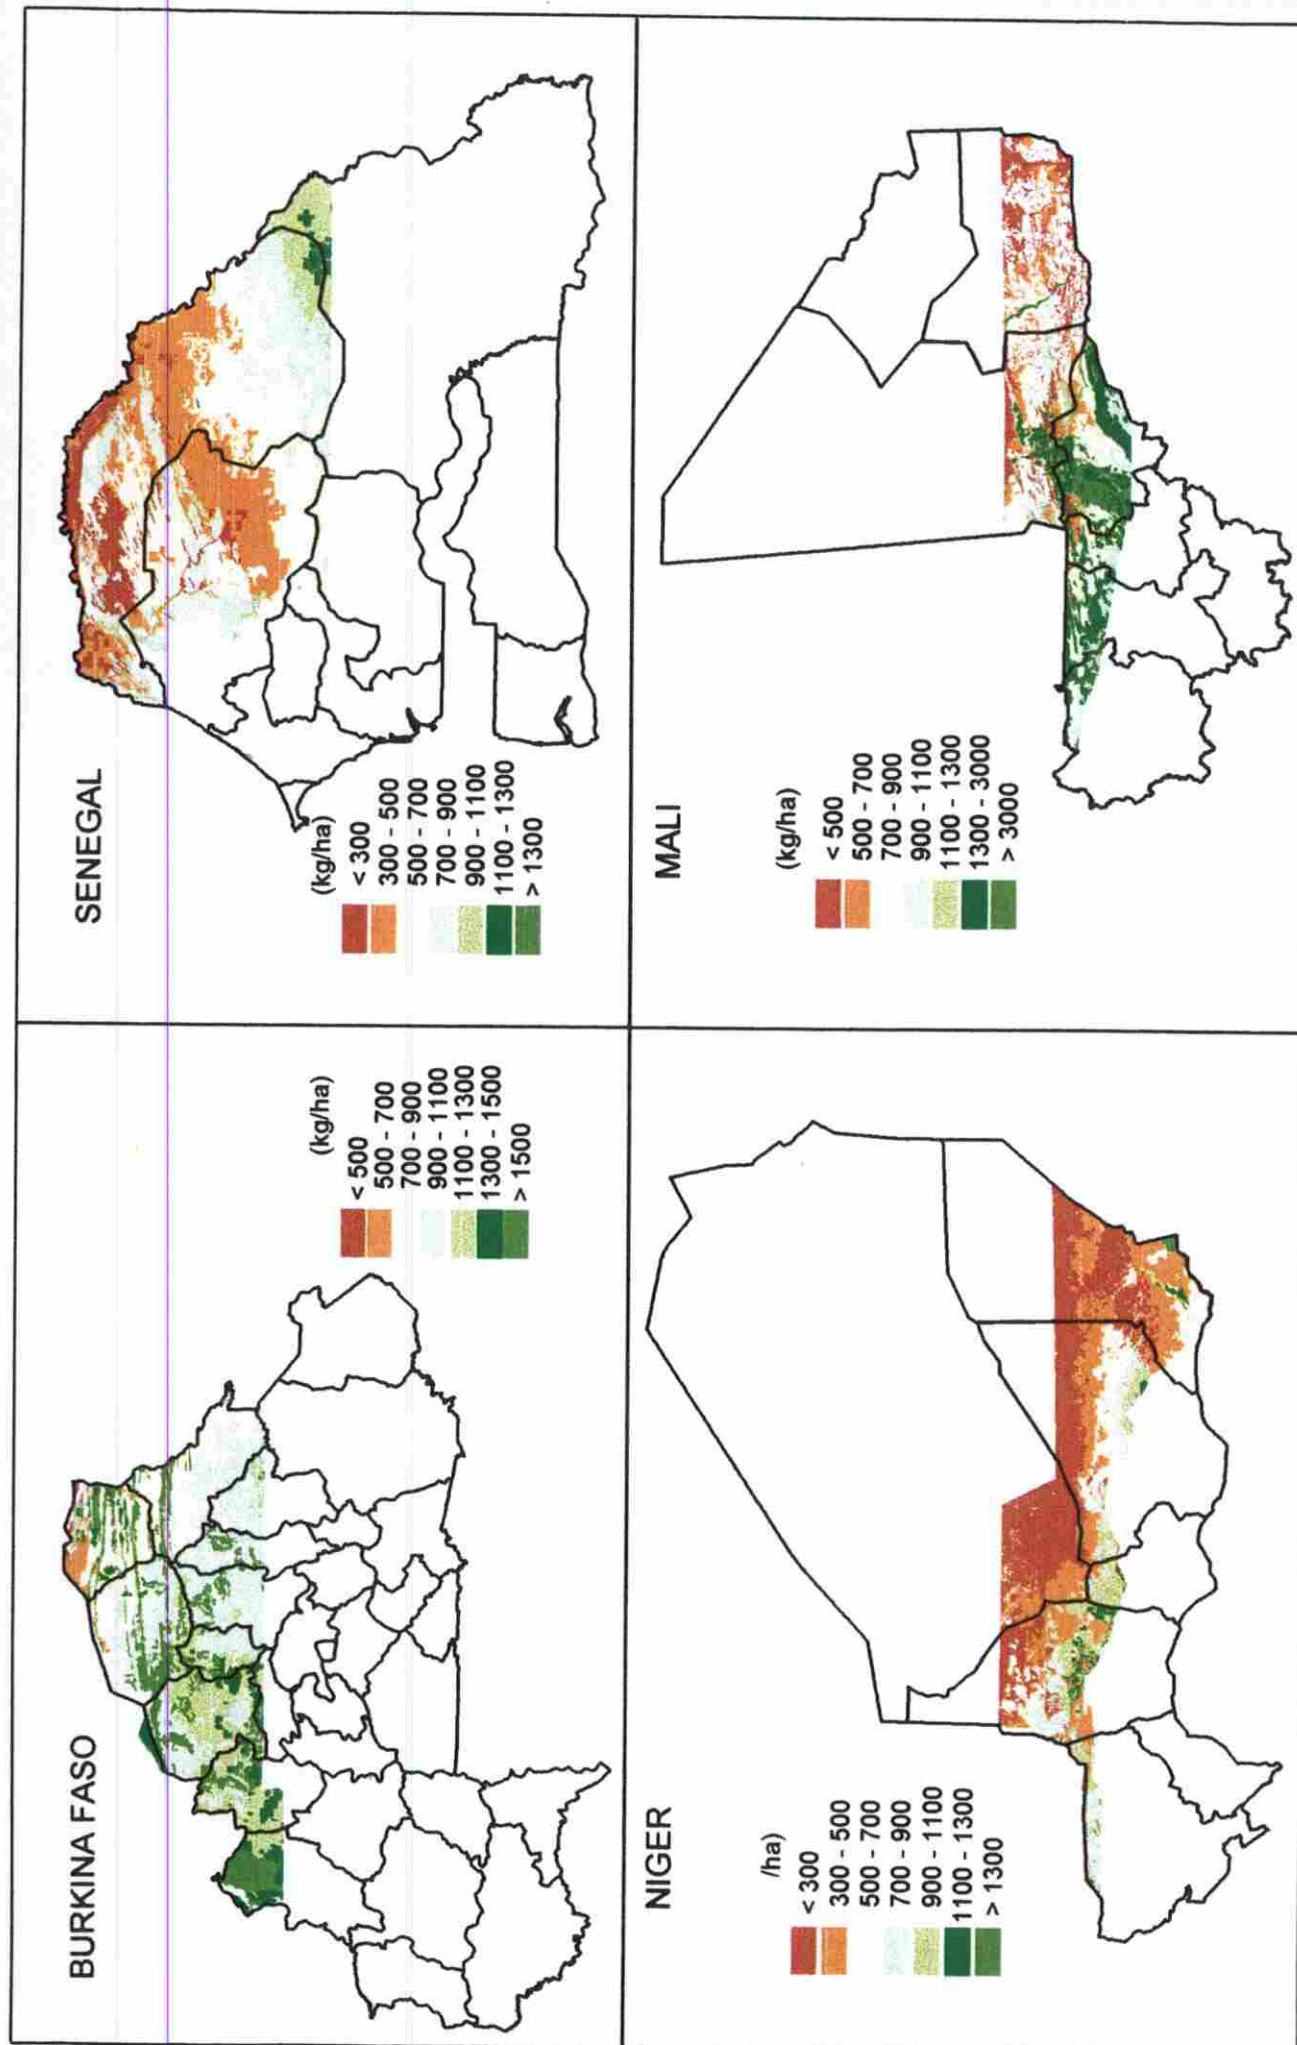 BURKINA FASO
(kg/ha)
< 500
500 - 700
700 - 900
900 - 1100
1100 - 1300
1300 - 1500
> 1500
SENEGAL
(kg/ha)
< 300
300 - 500
500 - 700
700 - 900
900 - 1100
1100 - 1300
> 1300
NIGER
/ha)
< 300
300 - 500
500 - 700
700 - 900
900 - 1100
1100 - 1300
> 1300
MALI
(kg/ha)
< 500
500 - 700
700 - 900
900 - 1100
1100 - 1300
1300 - 3000
> 3000